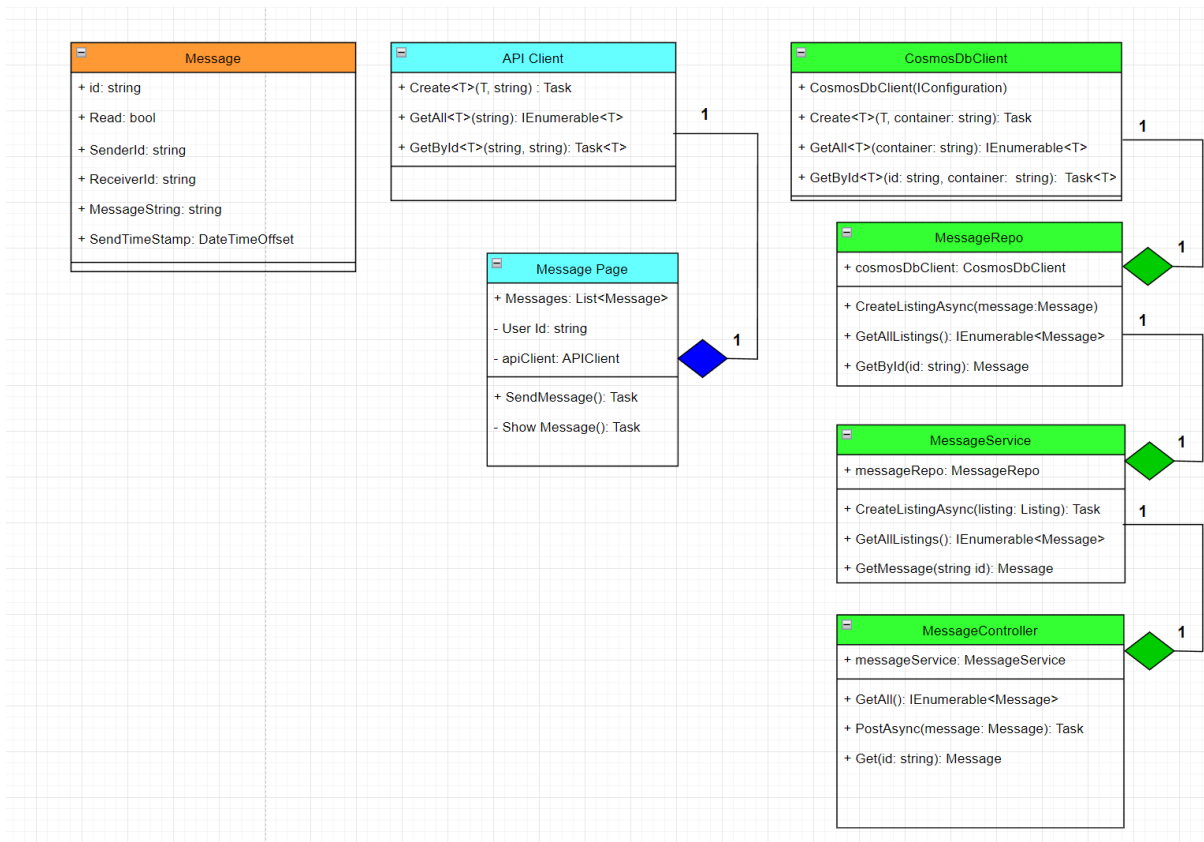 Message
+ id: string
+ Read: bool
+ SenderId: string
+ ReceiverId: string
+ MessageString: string
+ SendTimeStamp: DateTimeOffset
API Client
+ Create<T>(T, string) : Task
+ GetAll<T>(string): IEnumerable<T>
+ GetById<T>(string, string): Task<T>
1
Message Page
+ Messages: List<Message>
- User Id: string
- apiClient: APIClient
+ SendMessage(): Task
- Show Message(): Task
1
CosmosDbClient
+ CosmosDbClient(IConfiguration)
+ Create<T>(T, container: string): Task
+ GetAll<T>(container: string): IEnumerable<T>
+ GetById<T>(id: string, container: string): Task<T>
1
MessageRepo
+ cosmosDbClient: CosmosDbClient
+ CreateListingAsync(message:Message)
+ GetAllListings(): IEnumerable<Message>
+ GetById(id: string): Message
1
1
MessageService
+ messageRepo: MessageRepo
+ CreateListingAsync(listing: Listing): Task
+ GetAllListings(): IEnumerable<Message>
+ GetMessage(string id): Message
1
1
MessageController
+ messageService: MessageService
+ GetAll(): IEnumerable<Message>
+ PostAsync(message: Message): Task
+ Get(id: string): Message
1